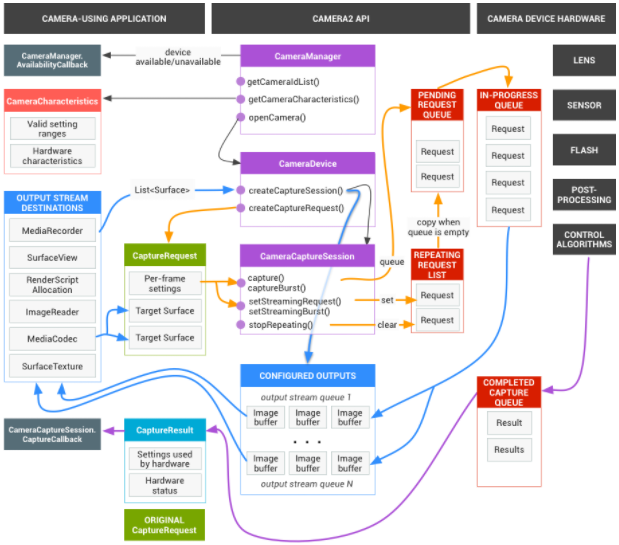 CAMERA-USING APPLICATION
CAMERA2 API
CAMERA DEVICE HARDWARE
CameraManager.
AvailabilityCallback
device
available/unavailable
CameraManager
getCameraIdList()
getCameraCharacteristics()
openCamera()
CameraCharacteristics
Valid setting
ranges
Hardware
characteristics
PENDING
REQUEST
QUEUE
Request
Request
IN-PROGRESS
QUEUE
Request
Request
Request
Request
LENS
SENSOR
FLASH
POST-
PROCESSING
CONTROL
ALGORITHMS
CameraDevice
createCaptureSession()
createCaptureRequest()
List<Surface>
OUTPUT STREAM
DESTINATIONS
MediaRecorder
SurfaceView
RenderScript
Allocation
ImageReader
MediaCodec
SurfaceTexture
CaptureRequest
Per-frame
settings
Target Surface
Target Surface
CameraCaptureSession
capture()
captureBurst()
setStreamingRequest()
setStreamingBurst()
stopRepeating()
queue
set
clear
copy when
queue is empty
REPEATING
REQUEST
LIST
Request
Request
CONFIGURED OUTPUTS
output stream queue 1
Image
buffer
Image
buffer
Image
buffer
. . .
Image
buffer
Image
buffer
Image
buffer
output stream queue N
COMPLETED
CAPTURE
QUEUE
Result
Results
CameraCaptureSession.
CaptureCallback
CaptureResult
Settings used
by hardware
Hardware
status
ORIGINAL
CaptureRequest